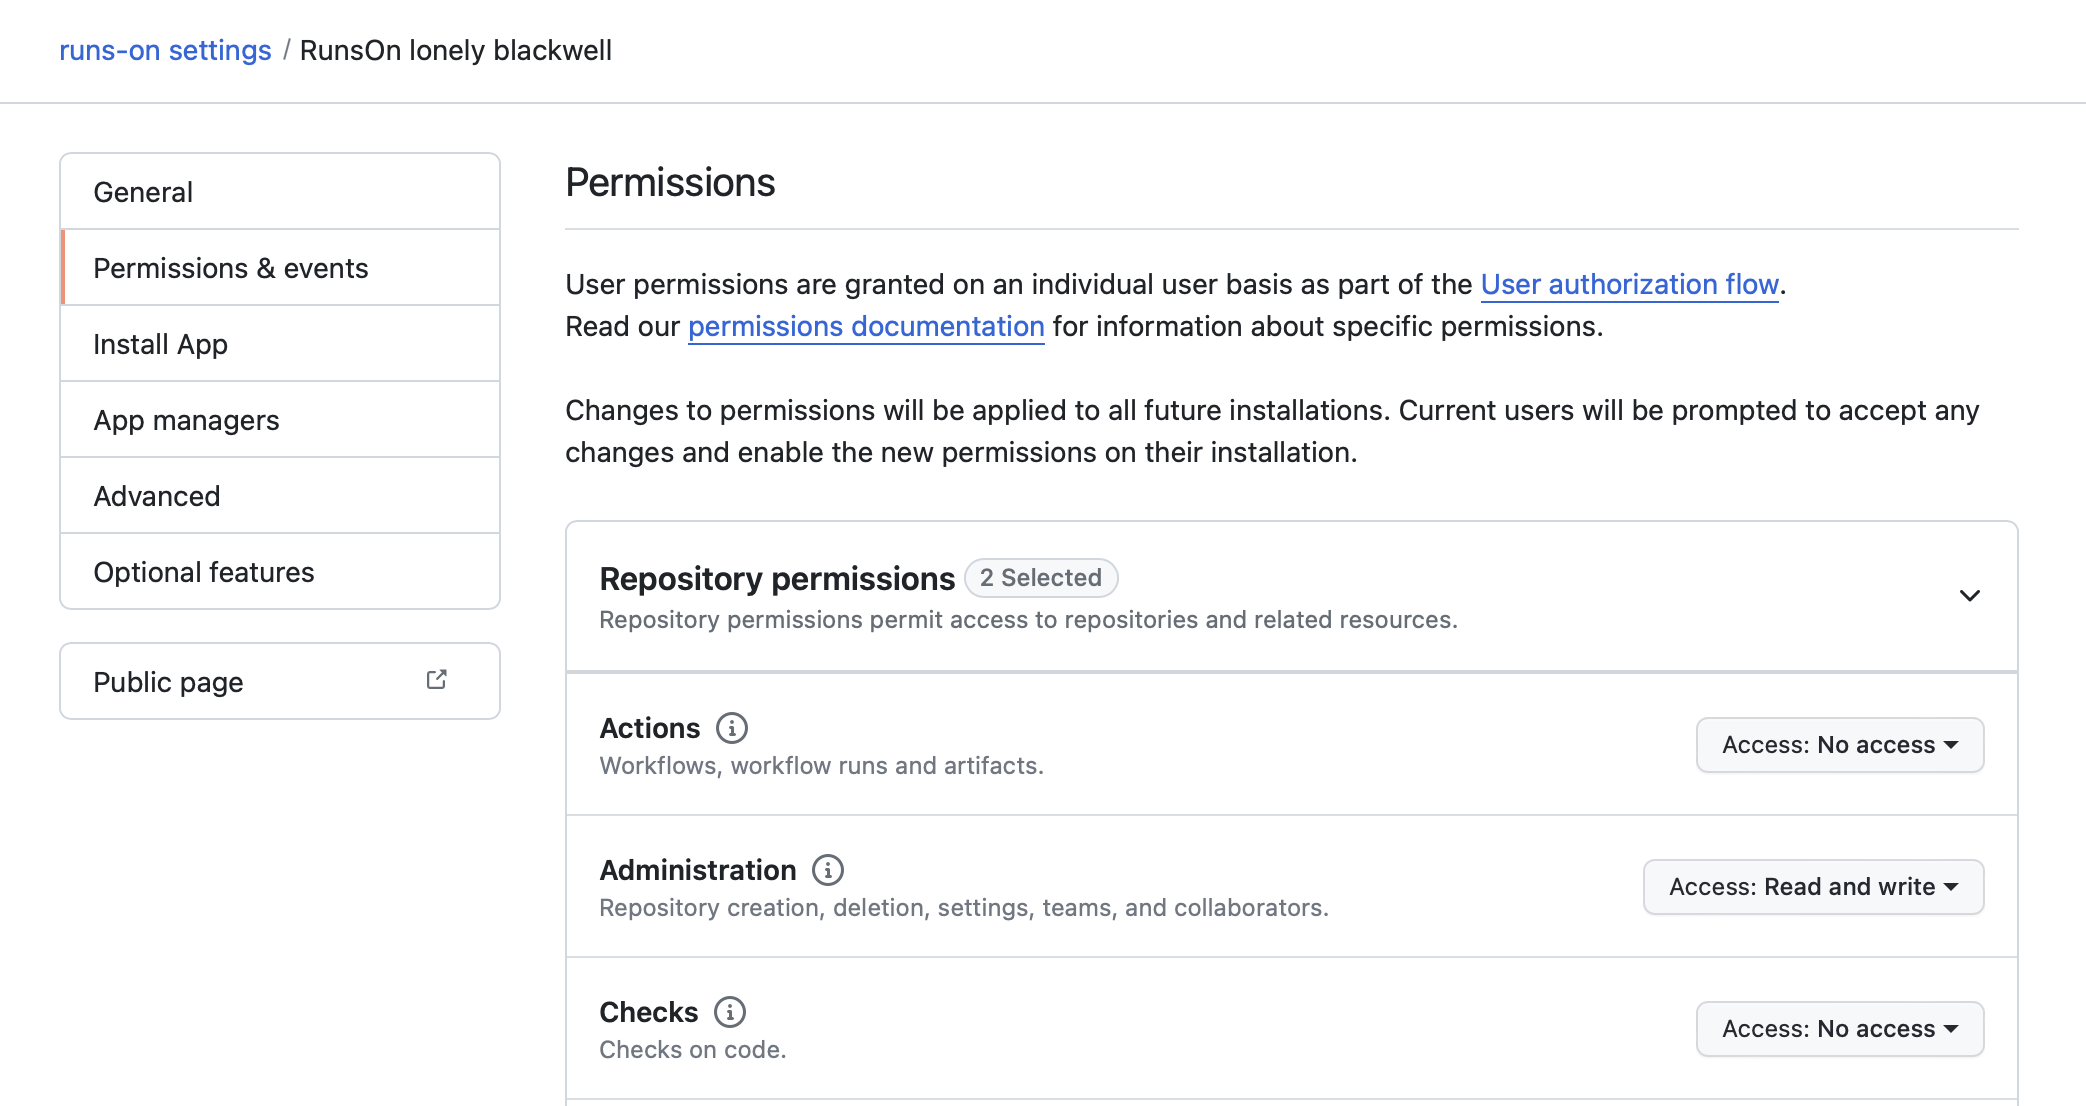 runs-on settings / RunsOn lonely blackwell
General
Permissions & events
Install App
App managers
Advanced
Optional features
Public page
Permissions
User permissions are granted on an individual user basis as part of the User authorization flow.
Read our permissions documentation for information about specific permissions.
Changes to permissions will be applied to all future installations. Current users will be prompted to accept any
changes and enable the new permissions on their installation.
Repository permissions 2 Selected
Repository permissions permit access to repositories and related resources.
Actions
Workflows, workflow runs and artifacts.
Access: No access
Administration
Repository creation, deletion, settings, teams, and collaborators.
Access: Read and write
Checks
Checks on code.
Access: No access